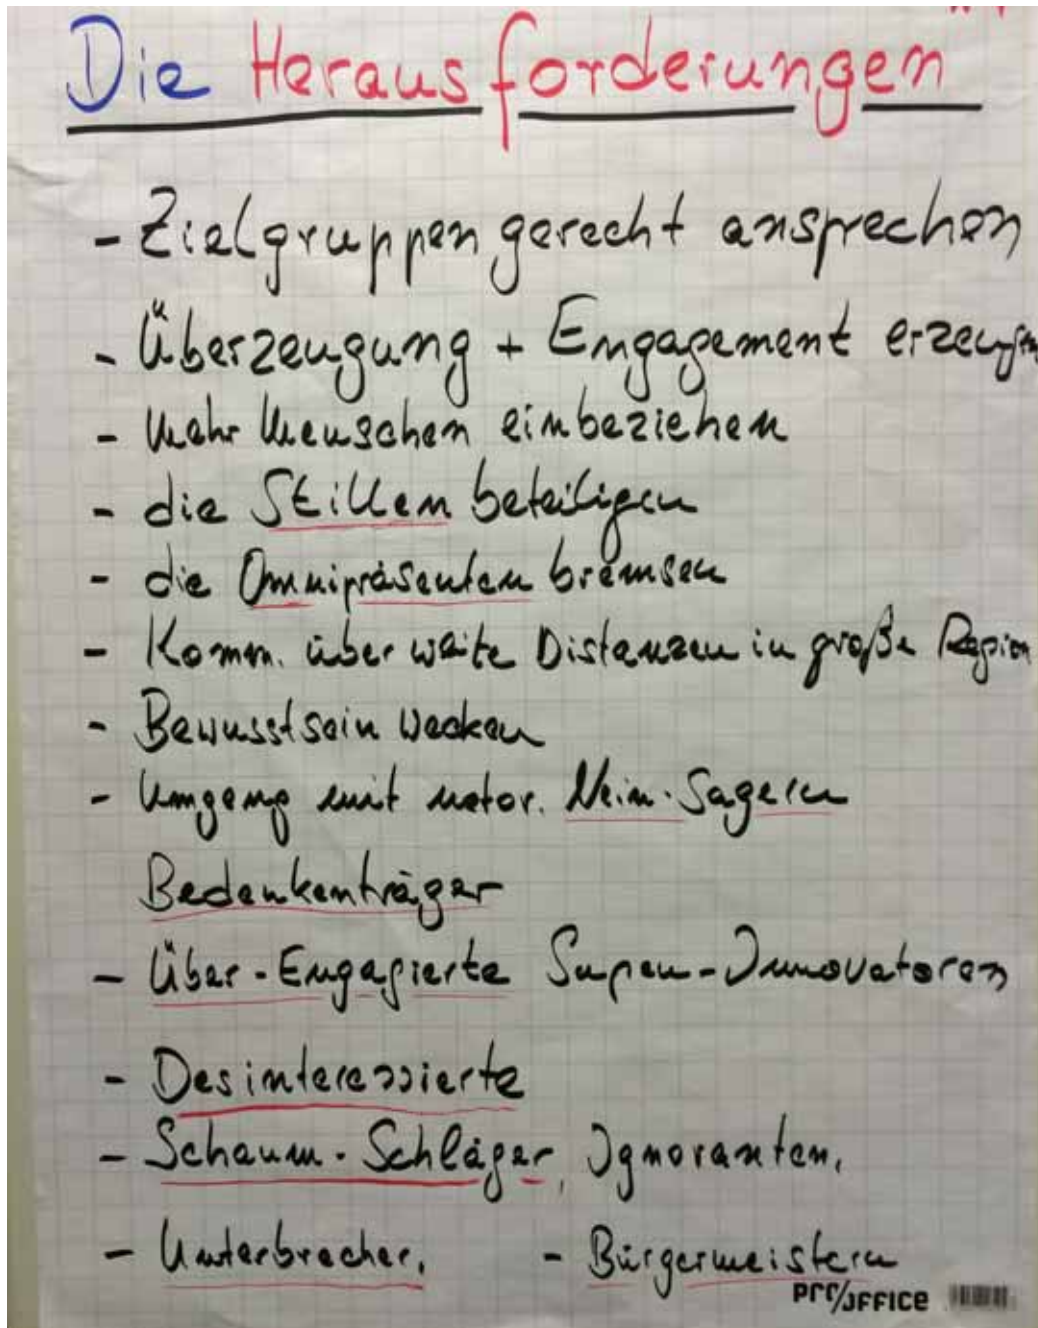 Die Herausforderungen
- Zielgruppengerecht ansprechen
- Überzeugung + Engagement erzeugen
- Mehr Menschen einbeziehen
- die Stillen beteiligen
- die Omnipräsenten bremsen
- Komm. über weite Distanzen in große Region
- Bewusstsein wecken
- Umgang mit notor. Nein-Sagern
Bedenkenträger
- Über-Engagierte Super-Innovatoren
- Desinteressierte
- Schaum-Schläger, Ignoranten,
- Unterbrecher, - Bürgermeistern
Pro/office